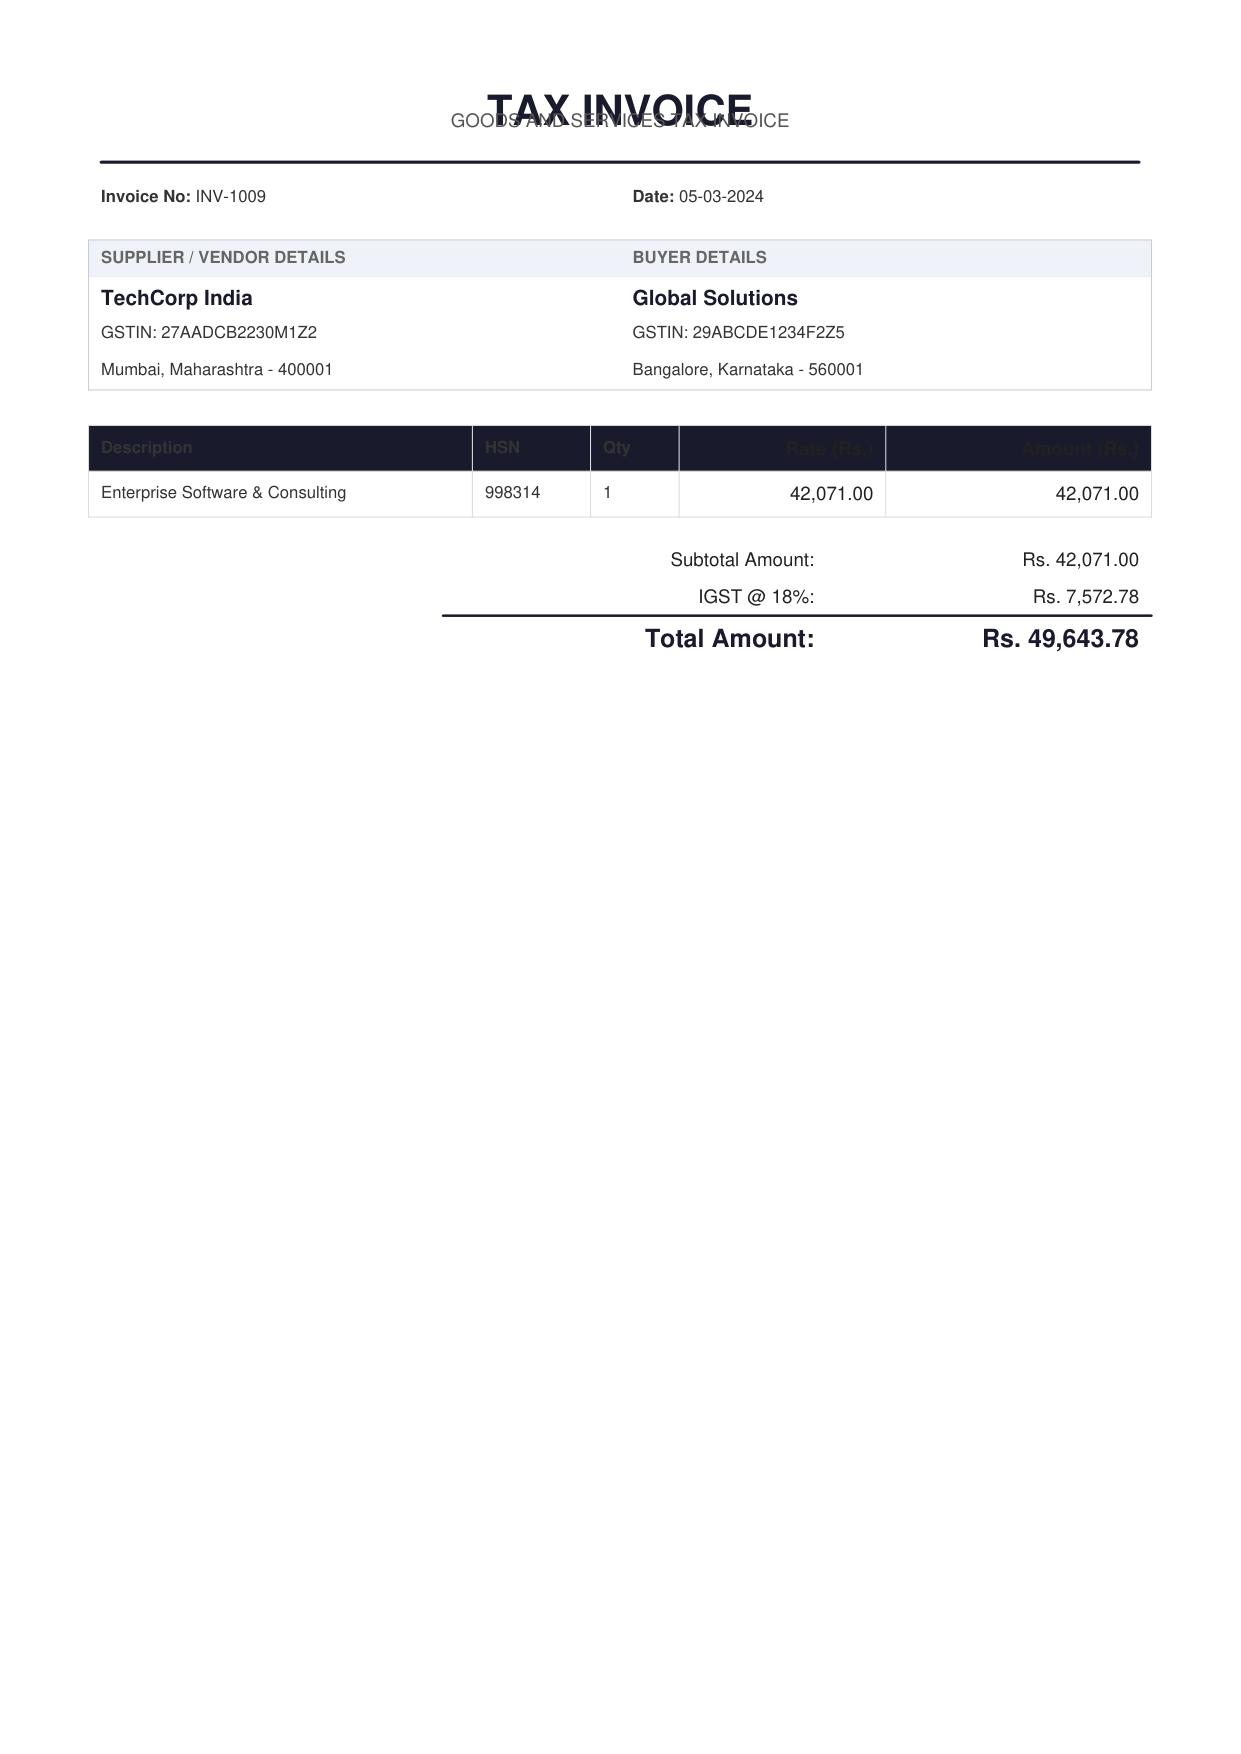 TAX INVOICE
GOODS AND SERVICES TAX INVOICE
Invoice No: INV-1009 Date: 05-03-2024
SUPPLIER / VENDOR DETAILS BUYER DETAILS
TechCorp India Global Solutions
GSTIN: 27AADCB2230M1Z2 GSTIN: 29ABCDE1234F2Z5
Mumbai, Maharashtra - 400001 Bangalore, Karnataka - 560001
Description HSN Qty Rate (Rs.) Amount (Rs.)
Enterprise Software & Consulting 998314 1 42,071.00 42,071.00
Subtotal Amount: Rs. 42,071.00
IGST @ 18%: Rs. 7,572.78
Total Amount: Rs. 49,643.78